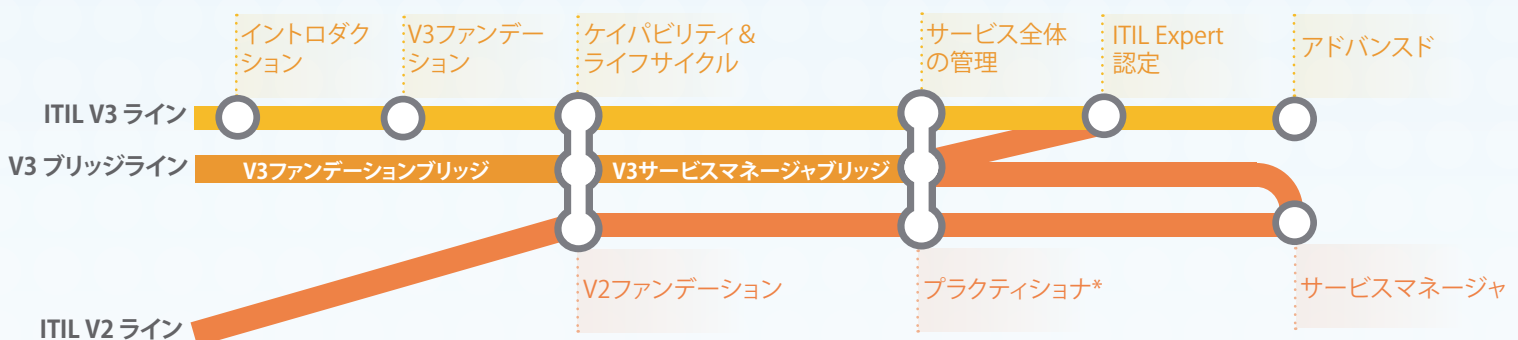 イントロダク
ション
V3ファンデー
ション
ケイパビリティ＆
ライフサイクル
サービス全体
の管理
ITIL Expert
認定
アドバンスド
ITIL V3 ライン
V3 ブリッジライン
V3ファンデーションブリッジ
V3サービスマネージャブリッジ
V2ファンデーション
プラクティショナ*
サービスマネージャ
ITIL V2 ライン